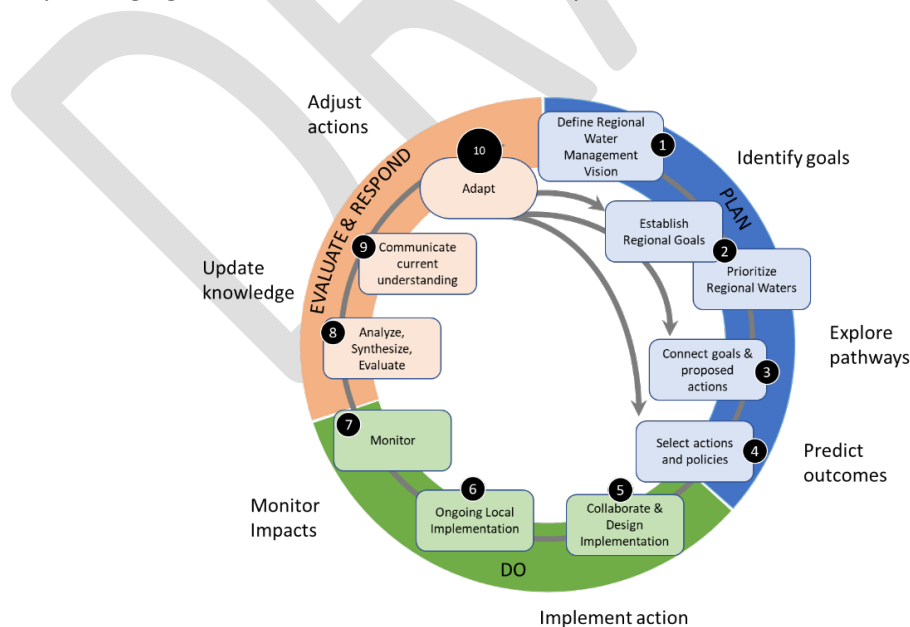 Adjust
actions
Identify goals
Explore
pathways
Predict
outcomes
Implement action
Monitor
Impacts
Update
knowledge
PLAN
DO
EVALUATE & RESPOND
1
Define Regional
Water
Management
Vision
2
Establish
Regional Goals
Prioritize
Regional Waters
3
Connect goals &
proposed
actions
4
Select actions
and policies
5
Collaborate &
Design
Implementation
6
Ongoing Local
Implementation
7
Monitor
8
Analyze,
Synthesize,
Evaluate
9
Communicate
current
understanding
10
Adapt